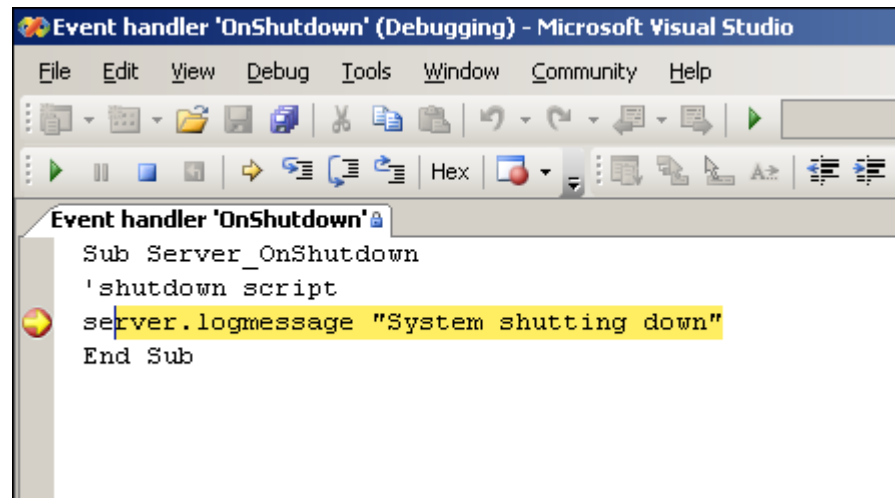 Event handler 'OnShutdown' (Debugging) - Microsoft Visual Studio
File Edit View Debug Tools Window Community Help
Hex
Event handler 'OnShutdown'
Sub Server_OnShutdown
'shutdown script
server.logmessage "System shutting down"
End Sub